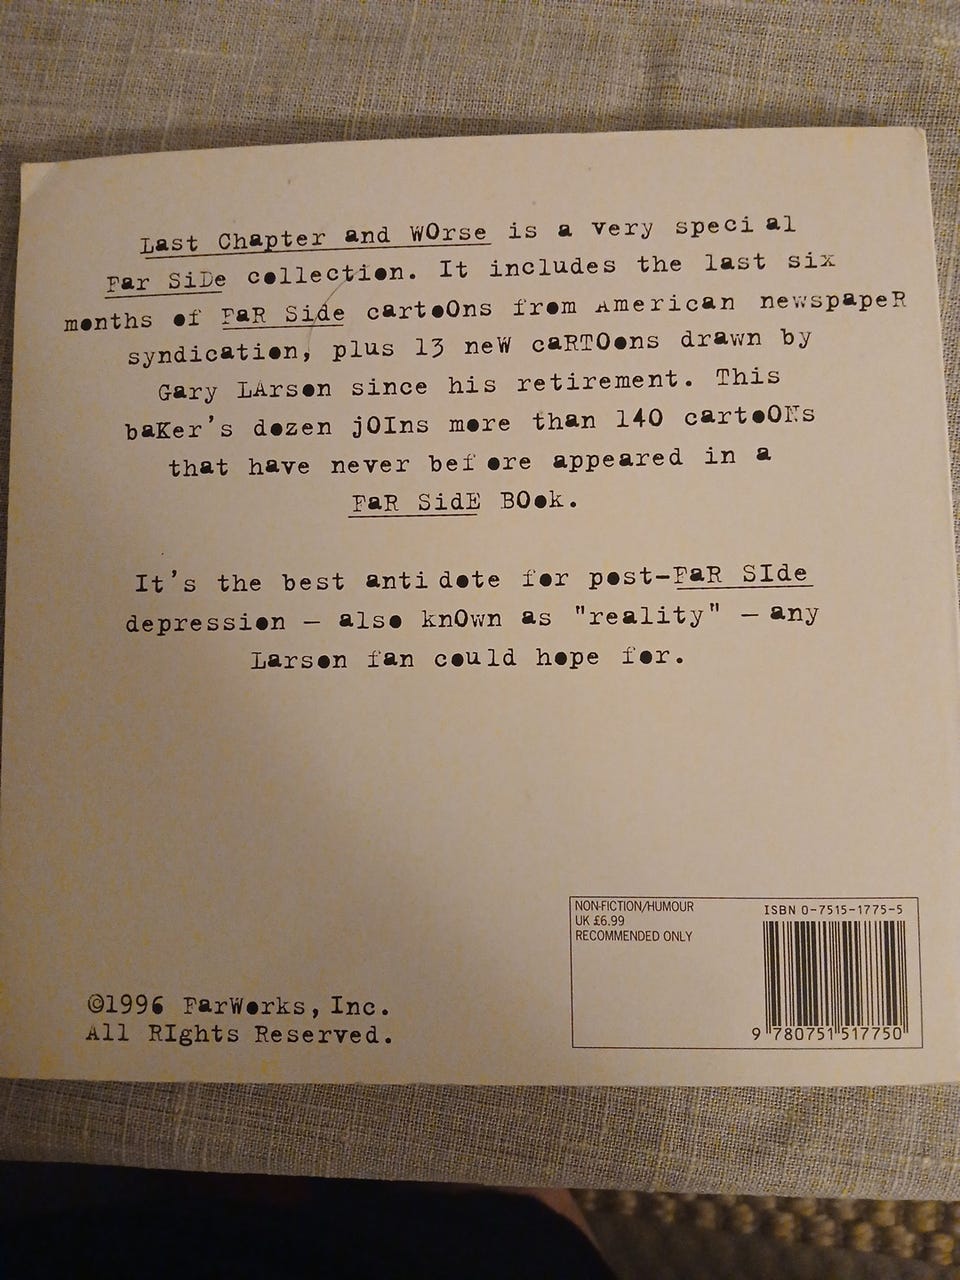 Last Chapter and WOrse is a very speci al
Far SiDe collection. It includes the last six
months of FaR Side cartoOns from American newspapeR
syndication, plus 13 neW caRTOons drawn by
Gary LArson since his retirement. This
baKer's dozen jOIns more than 140 cartoONs
that have never bef ore appeared in a
FaR SidE BOok.
It's the best anti dote for post-FaR SIde
depression — also knOwn as "reality" — any
Larson fan could hope for.
NON-FICTION/HUMOUR
UK £6.99
RECOMMENDED ONLY
ISBN 0-7515-1775-5
9 780751 517750
©1996 FarWorks, Inc.
All RIghts Reserved.